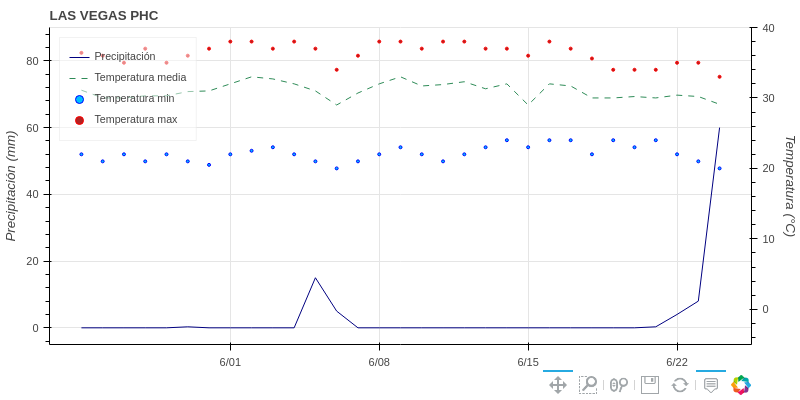 LAS VEGAS PHC
Precipitación
Temperatura media
Temperatura min
Temperatura max
Precipitación (mm)
80
60
40
20
0
Temperatura (°C)
40
30
20
10
0
6/01
6/08
6/15
6/22